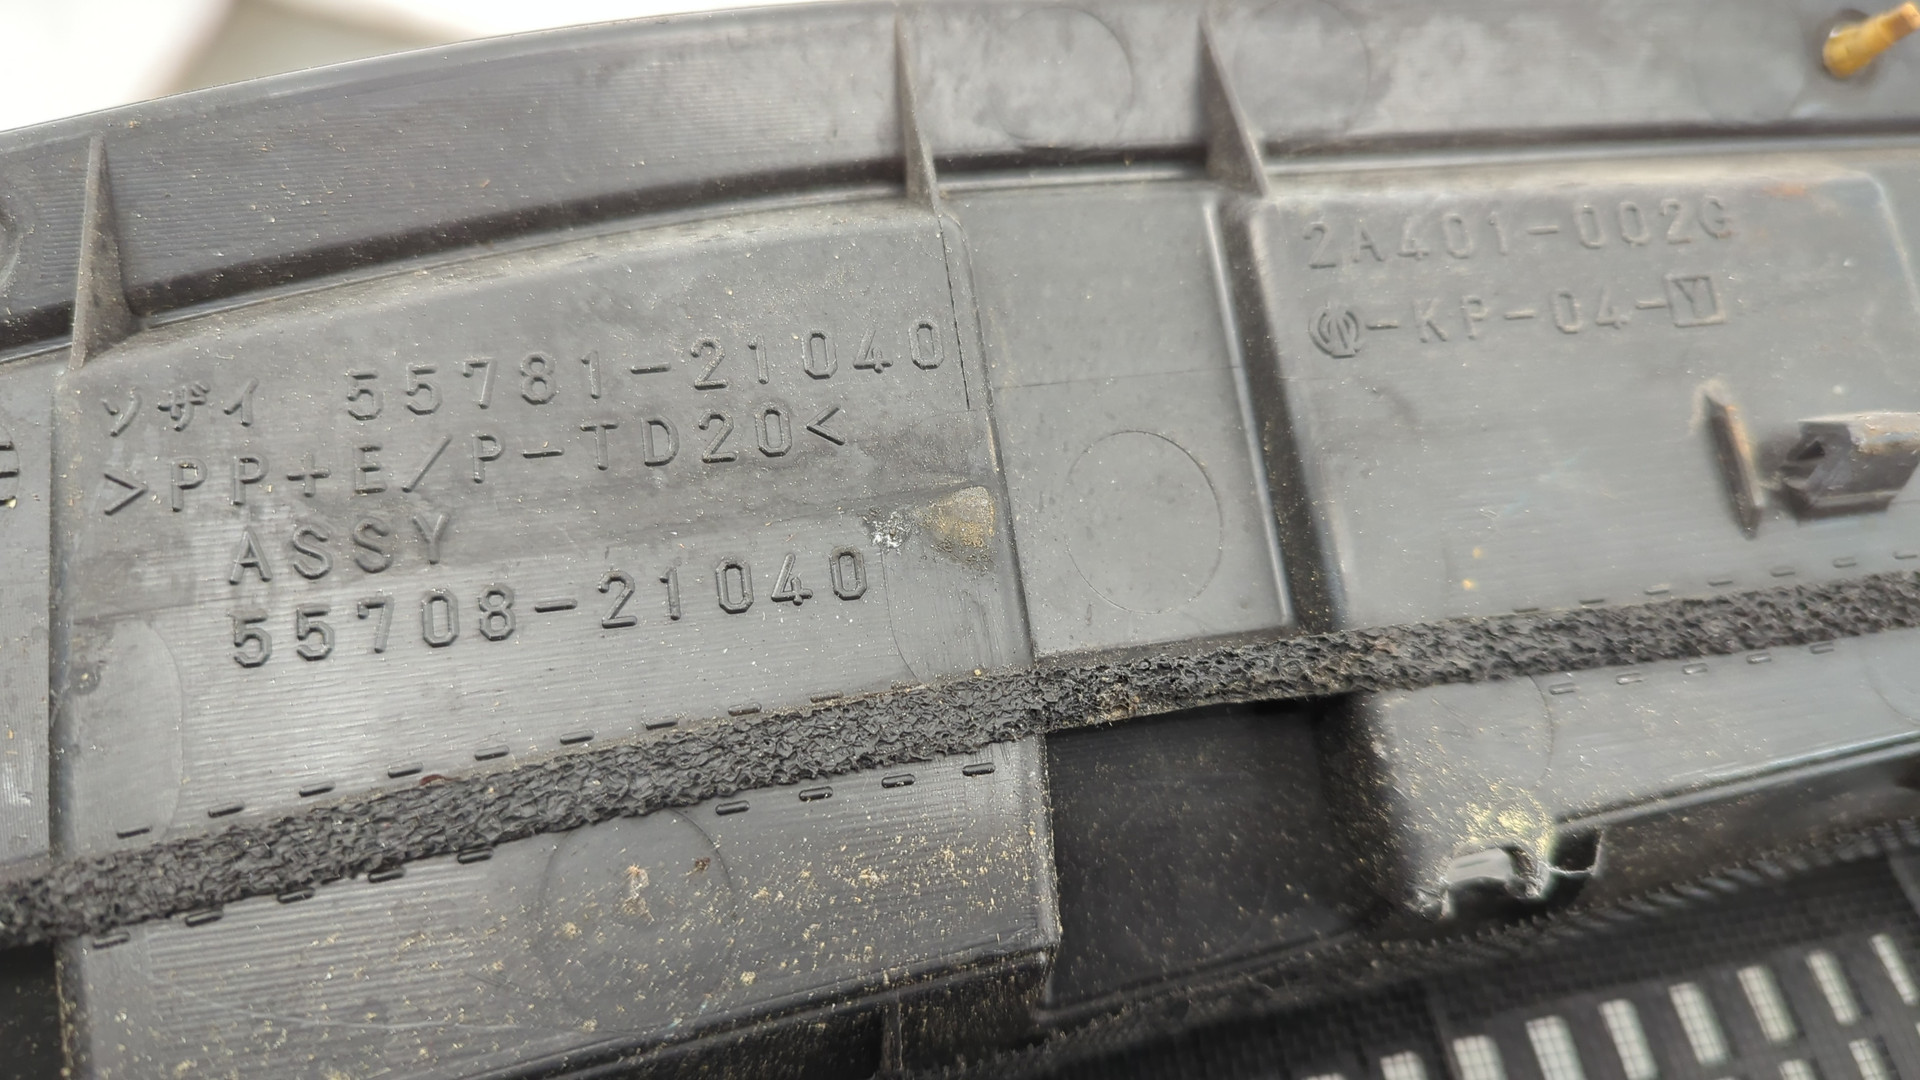 ソザイ 55781-21040
>PP+E/P-TD20<
ASSY
55708-21040
2A401-002G
-KP-04-Y